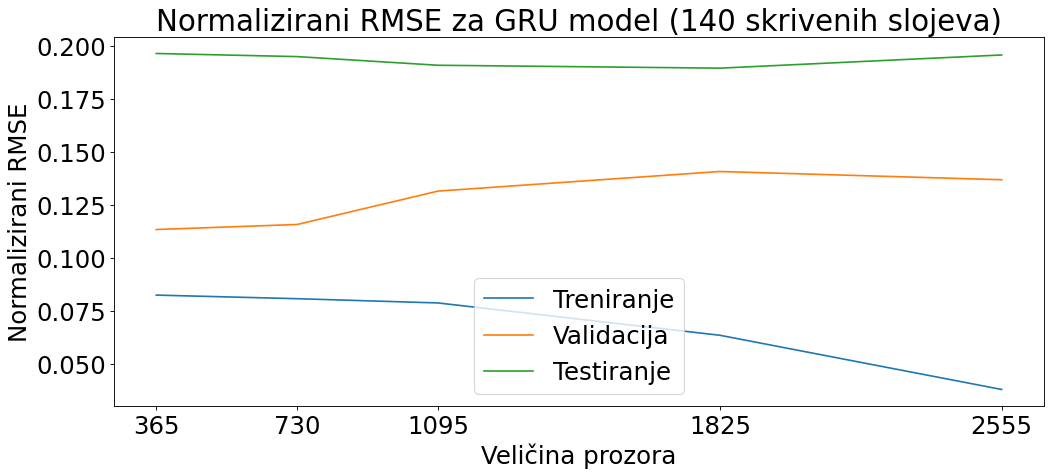 Normalizirani RMSE za GRU model (140 skrivenih slojeva)
Normalizirani RMSE
0.200
0.175
0.150
0.125
0.100
0.075
0.050
Treniranje
Validacija
Testiranje
365 730 1095 1825 2555
Veličina prozora